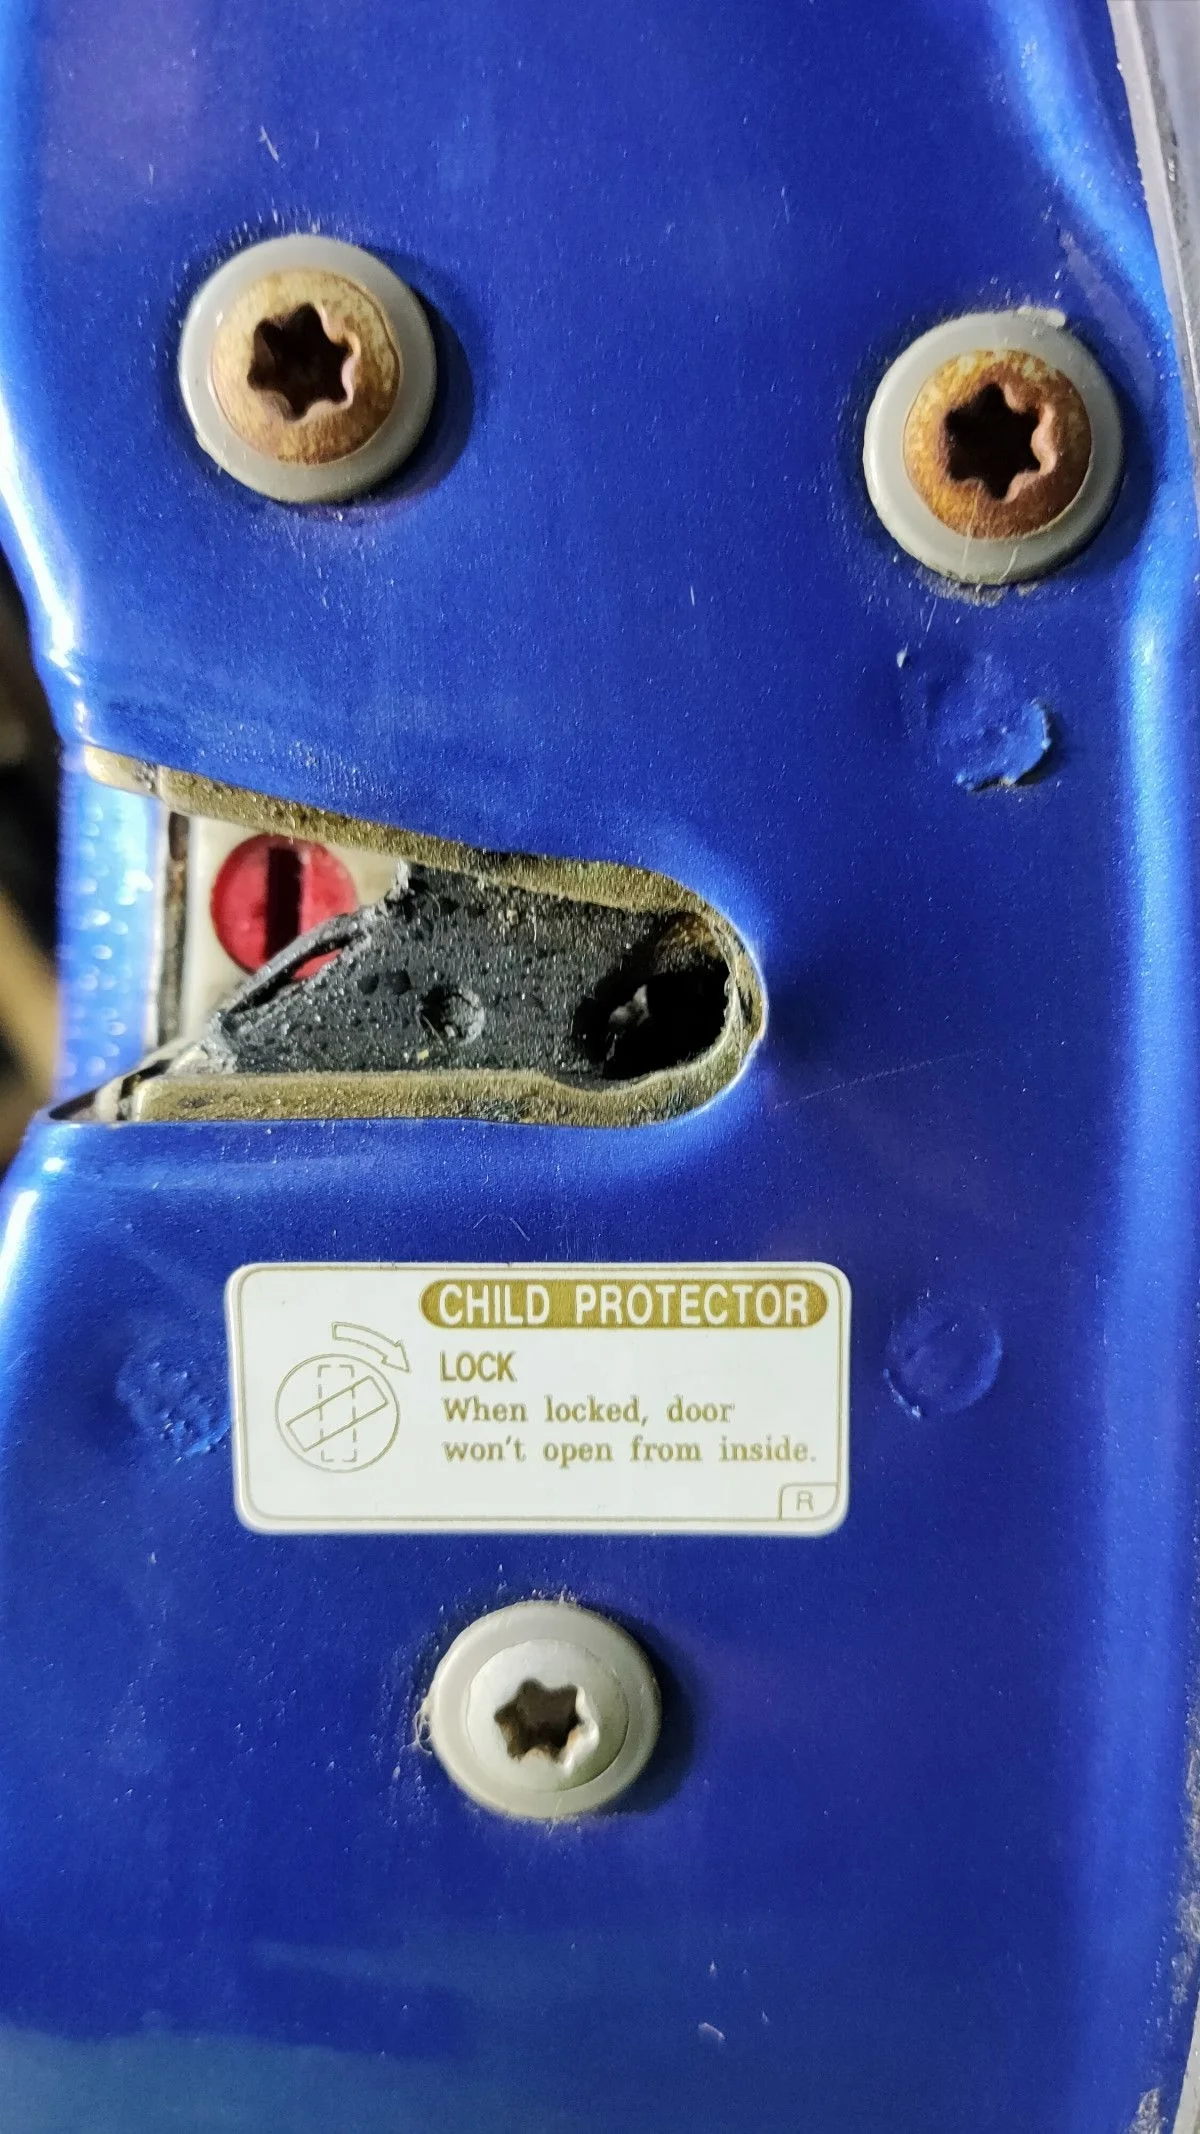 CHILD PROTECTOR
LOCK
When locked, door
won't open from inside.
R